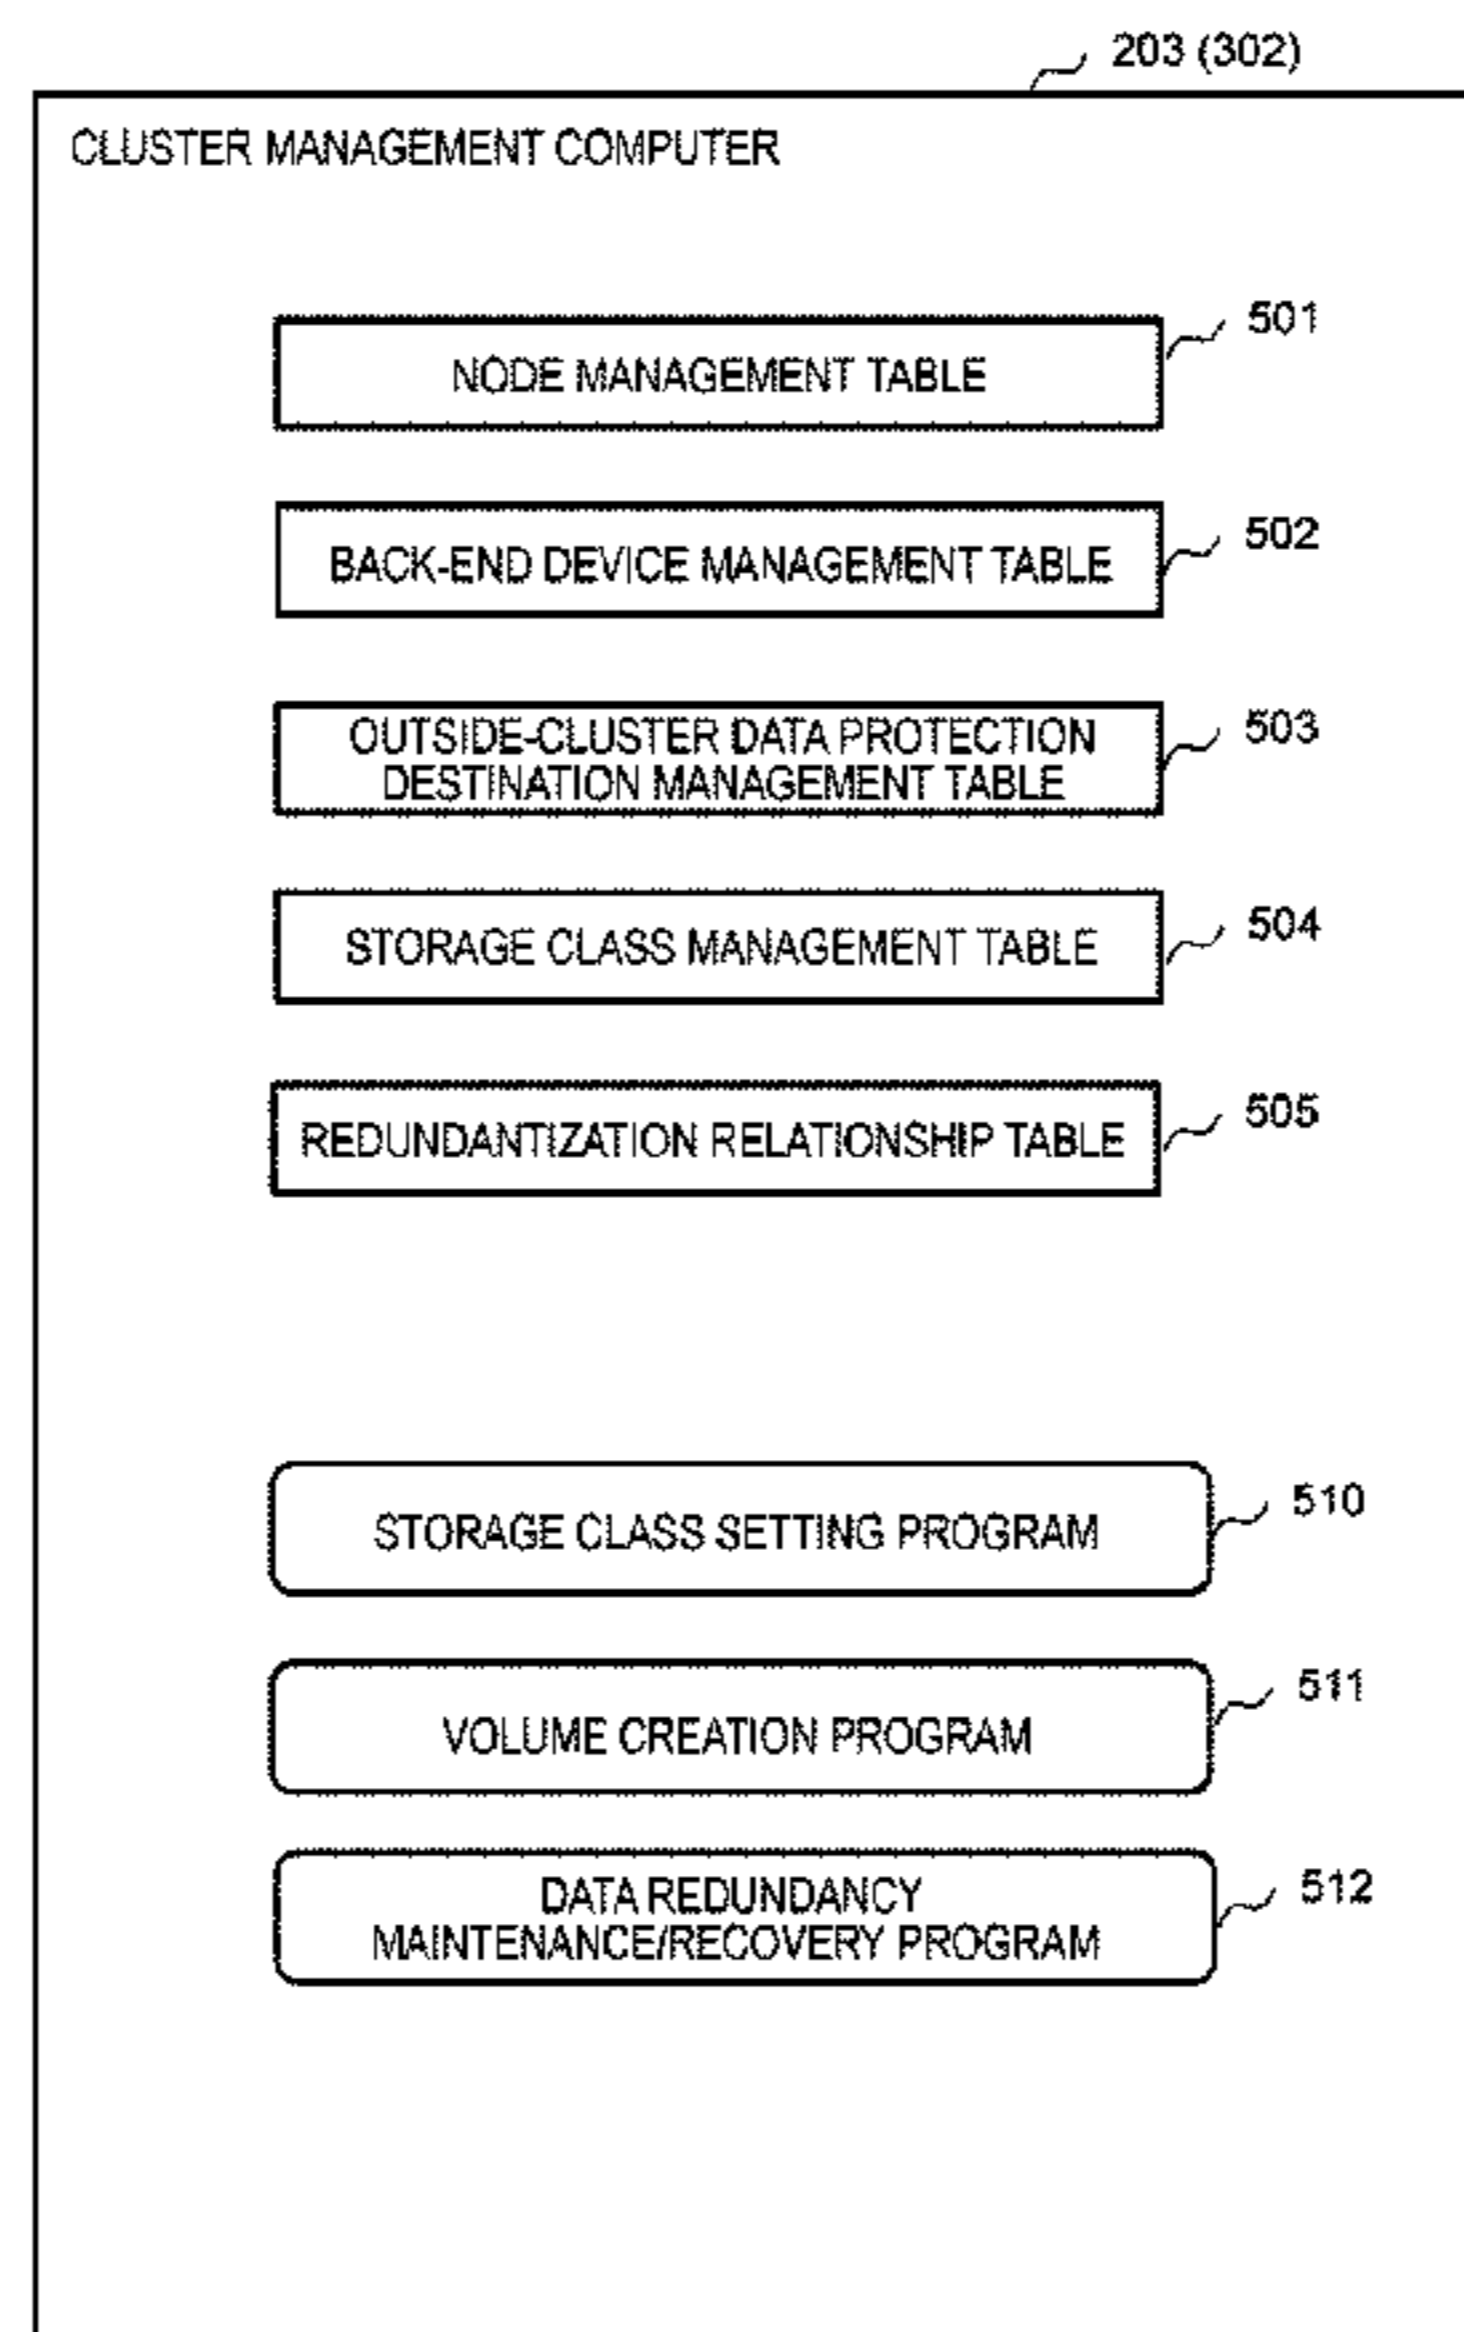 203 (302)
CLUSTER MANAGEMENT COMPUTER
501
NODE MANAGEMENT TABLE
502
BACK-END DEVICE MANAGEMENT TABLE
503
OUTSIDE-CLUSTER DATA PROTECTION
DESTINATION MANAGEMENT TABLE
504
STORAGE CLASS MANAGEMENT TABLE
505
REDUNDANTIZATION RELATIONSHIP TABLE
510
STORAGE CLASS SETTING PROGRAM
511
VOLUME CREATION PROGRAM
512
DATA REDUNDANCY
MAINTENANCE/RECOVERY PROGRAM